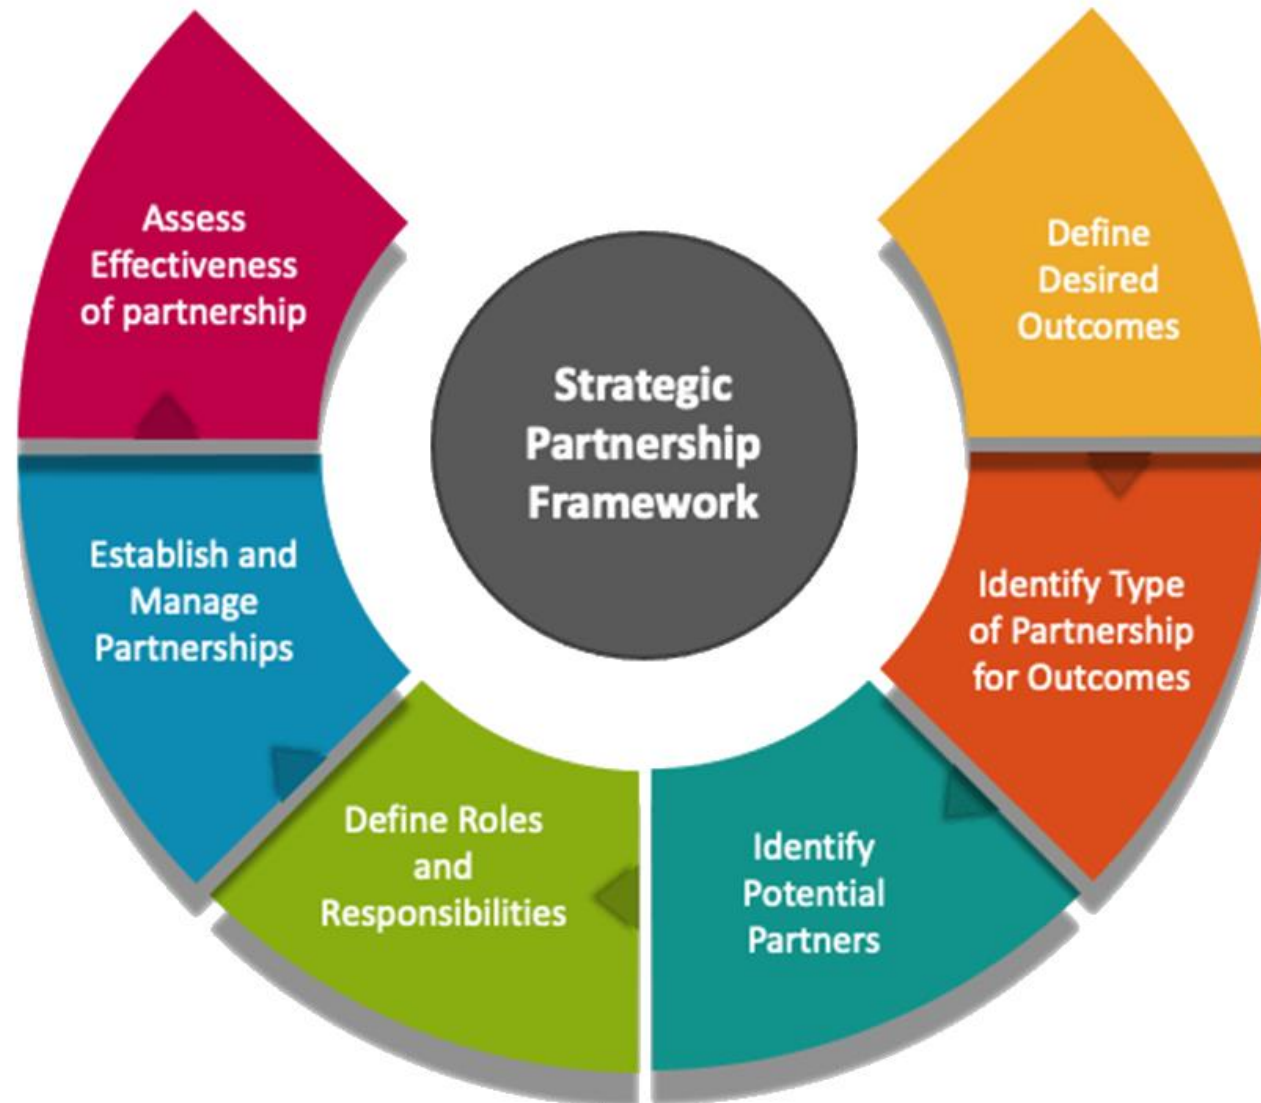 Strategic
Partnership
Framework
Define
Desired
Outcomes
Identify Type
of Partnership
for Outcomes
Identify
Potential
Partners
Define Roles
and
Responsibilities
Establish and
Manage
Partnerships
Assess
Effectiveness
of partnership